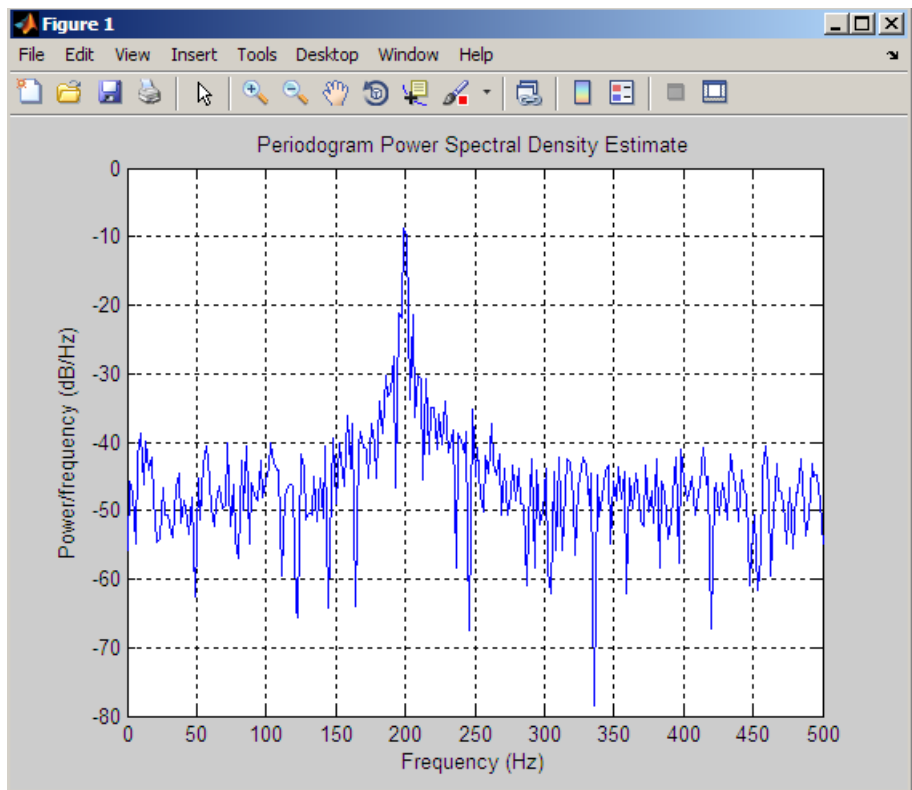 Figure 1
File Edit View Insert Tools Desktop Window Help
Periodogram Power Spectral Density Estimate
Power/frequency (dB/Hz)
0
-10
-20
-30
-40
-50
-60
-70
-80
0 50 100 150 200 250 300 350 400 450 500
Frequency (Hz)